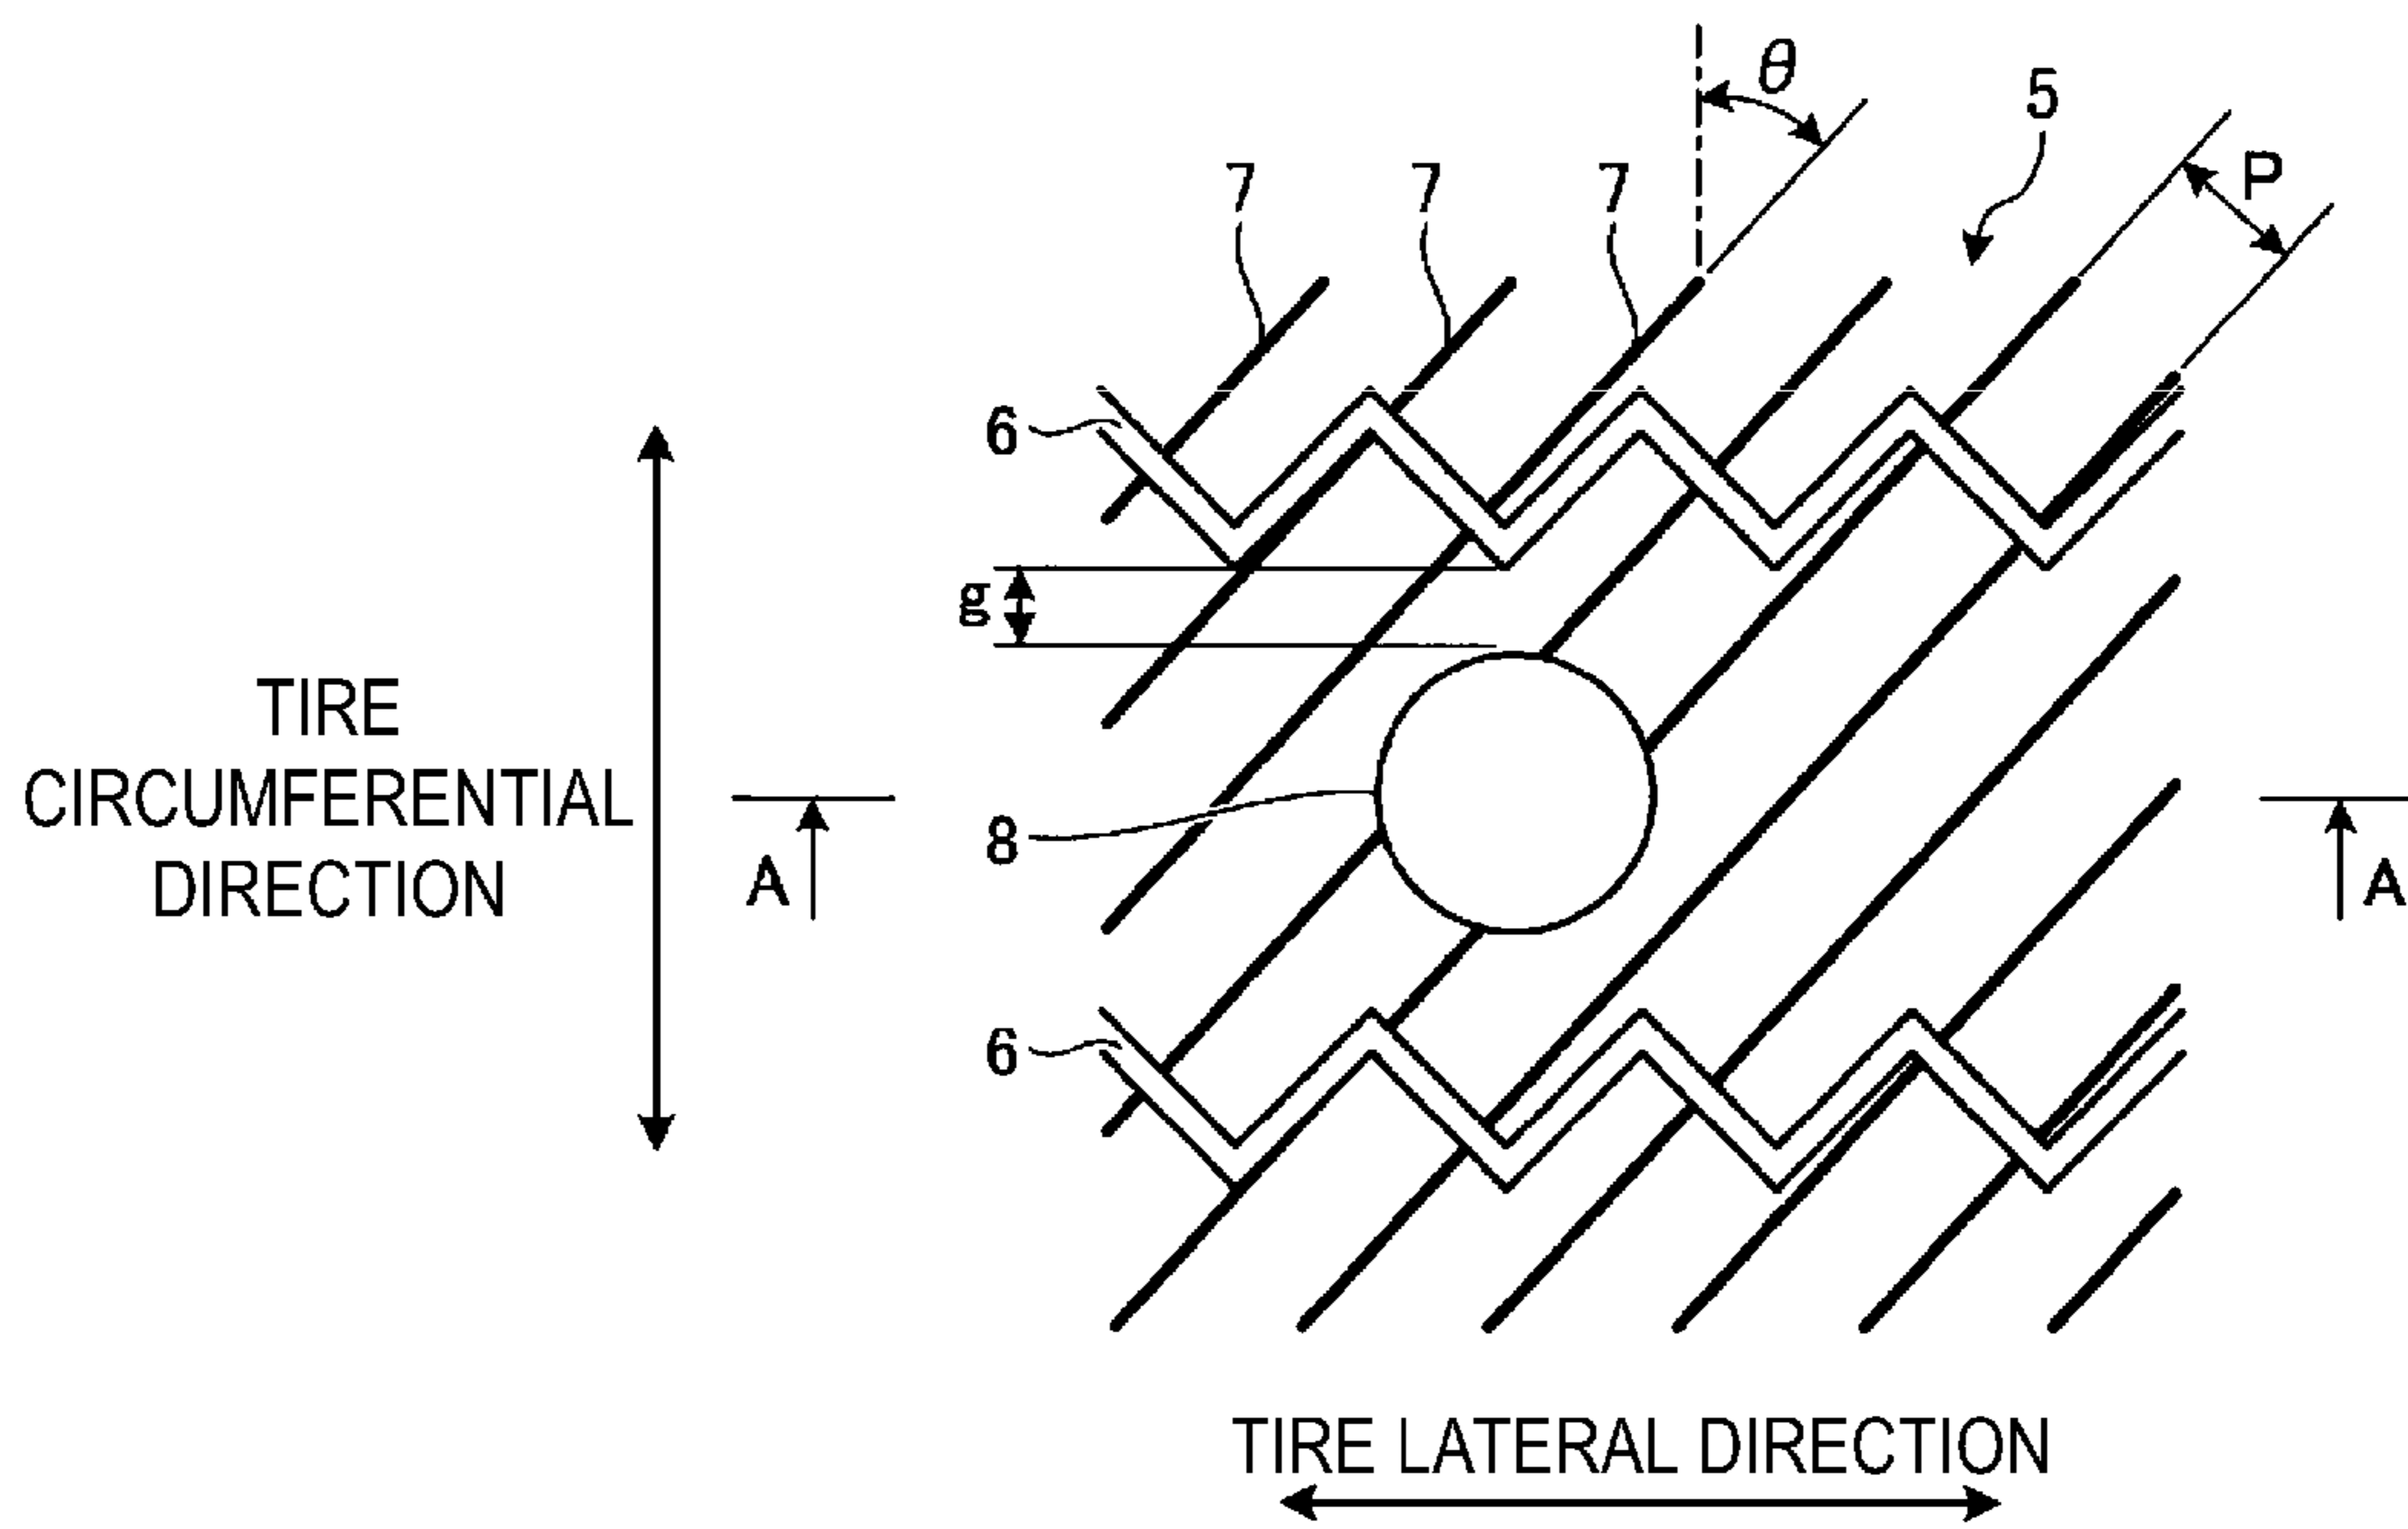 θ
5
7 7 7
P
6
g
TIRE
CIRCUMFERENTIAL
DIRECTION
A
8
A
6
TIRE LATERAL DIRECTION